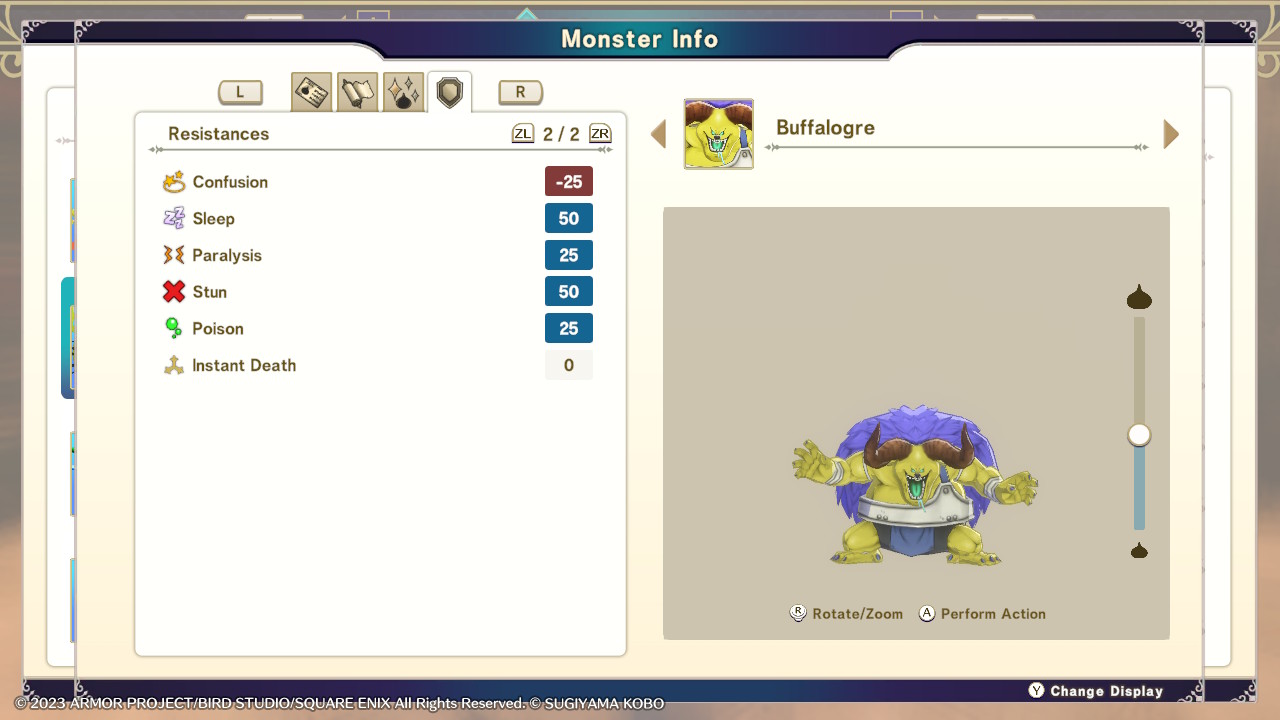 Monster Info
L
R
Resistances
ZL 2 / 2 ZR
Confusion -25
Sleep 50
Paralysis 25
Stun 50
Poison 25
Instant Death 0
Buffalogre
R Rotate/Zoom A Perform Action
Y Change Display
© 2023 ARMOR PROJECT/BIRD STUDIO/SQUARE ENIX All Rights Reserved. © SUGIYAMA KOBO